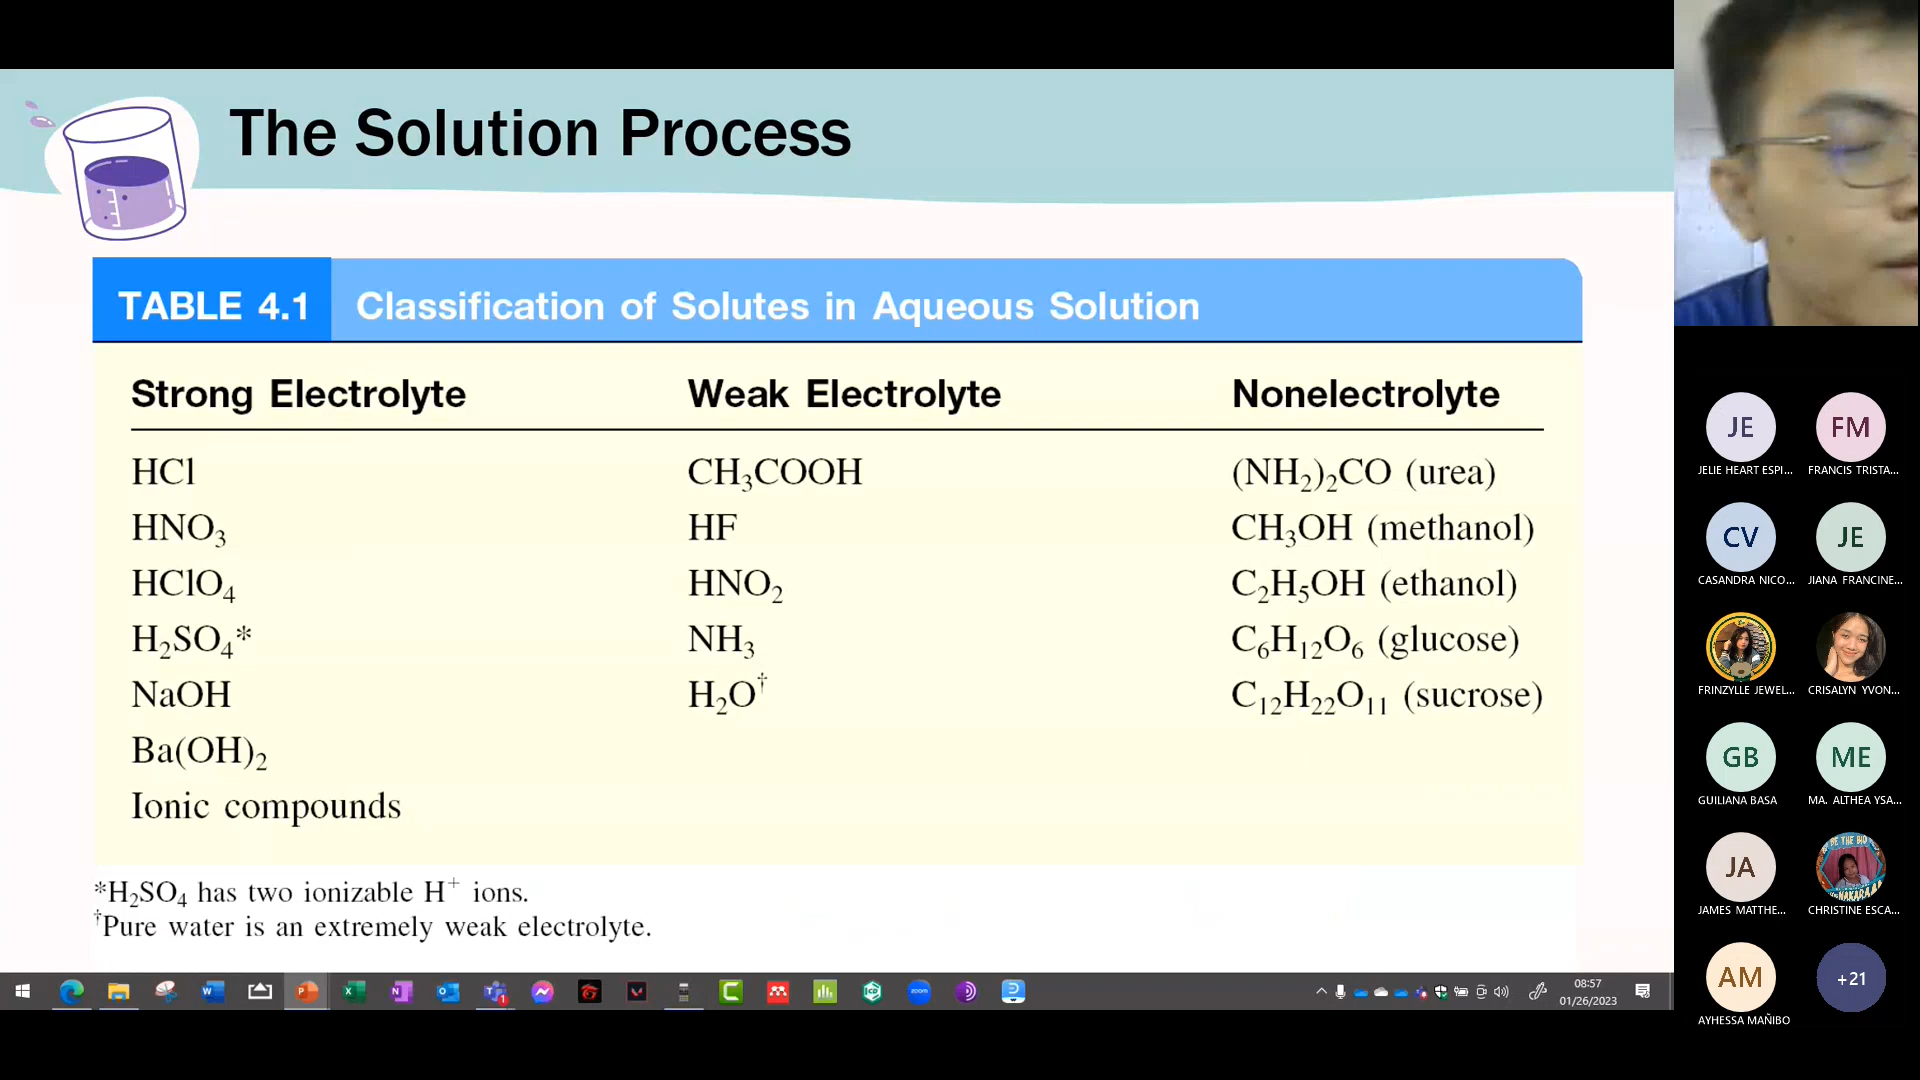 The Solution Process
TABLE 4.1 Classification of Solutes in Aqueous Solution
Strong Electrolyte Weak Electrolyte Nonelectrolyte
HCl CH₃COOH (NH₂)₂CO (urea)
HNO₃ HF CH₃OH (methanol)
HClO₄ HNO₂ C₂H₅OH (ethanol)
H₂SO₄* NH₃ C₆H₁₂O₆ (glucose)
NaOH H₂O† C₁₂H₂₂O₁₁ (sucrose)
Ba(OH)₂
Ionic compounds
*H₂SO₄ has two ionizable H⁺ ions.
†Pure water is an extremely weak electrolyte.
JE FM
JELIE HEART ESPI... FRANCIS TRISTA...
CV JE
CASANDRA NICO... JIANA FRANCINE...
FRINZYLLE JEWEL... CRISALYN YVON...
GB ME
GUILIANA BASA MA. ALTHEA YSA...
JA
JAMES MATTHE... CHRISTINE ESCA...
AM +21
AYHESSA MAÑIBO
zoom
08:57
01/26/2023